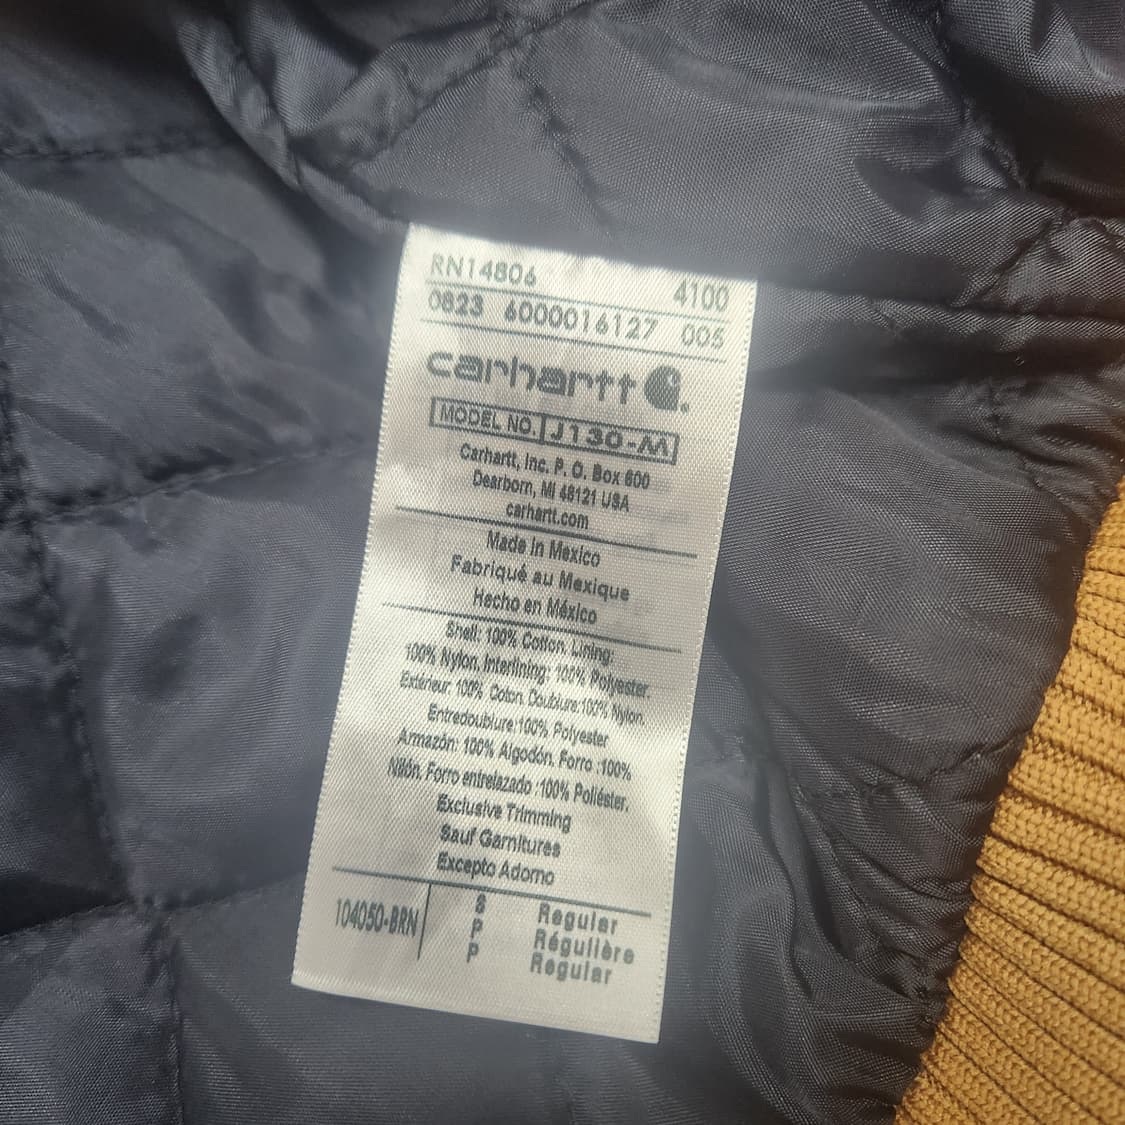 RN14806 4100
0823 6000016127 005
carhartt
MODEL NO. J130-M
Carhartt, Inc. P. O. Box 600
Dearborn, MI 48121 USA
carhartt.com
Made in Mexico
Fabriqué au Mexique
Hecho en México
Shell: 100% Cotton, Lining:
100% Nylon, Interlining: 100% Polyester.
Extérieur: 100% Coton, Doublure:100% Nylon.
Entredoublure:100% Polyester
Armazón: 100% Algodón, Forro :100%
Nilón, Forro entrelazado :100% Poliéster.
Exclusive Trimming
Sauf Garnitures
Excepto Adorno
104050-BRN S Regular
P Régulière
P Regular